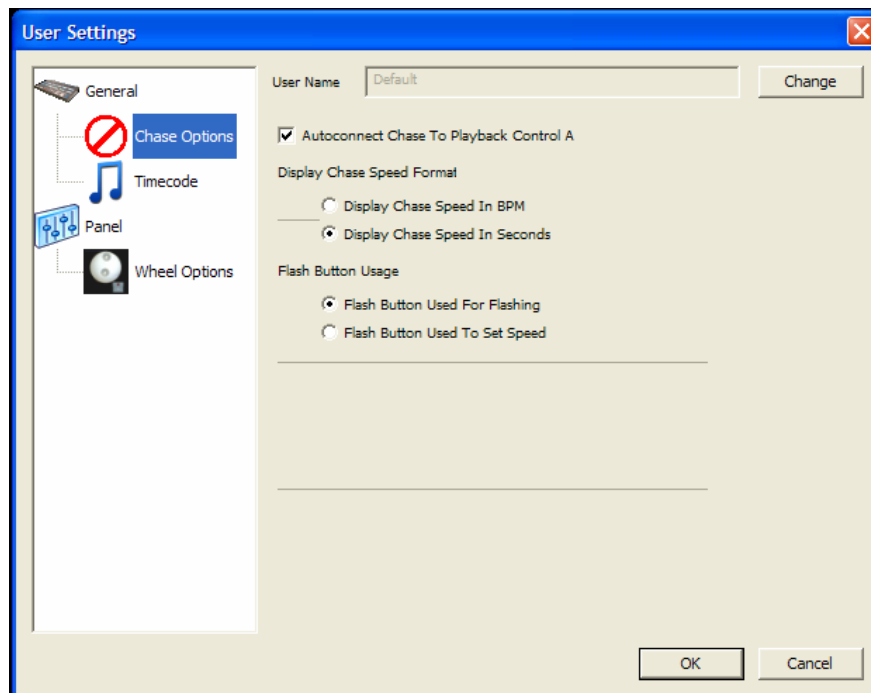 User Settings
General
Chase Options
Timecode
Panel
Wheel Options
User Name Default Change
Autoconnect Chase To Playback Control A
Display Chase Speed Format
Display Chase Speed In BPM
Display Chase Speed In Seconds
Flash Button Usage
Flash Button Used For Flashing
Flash Button Used To Set Speed
OK Cancel